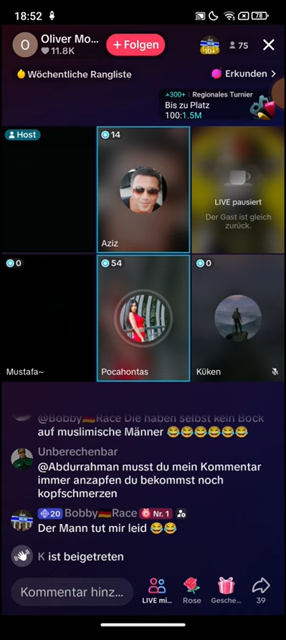 18:52
78
Oliver Mo...
11.8K
+ Folgen
75
Wöchentliche Rangliste
Erkunden >
+300↑ Regionales Turnier
Bis zu Platz
100:1.5M
Host
14
Aziz
LIVE pausiert
Der Gast ist gleich
zurück.
0
Mustafa~
54
Pocahontas
0
Küken
@Bobby🇩🇪Race Die haben selbst kein Bock
auf muslimische Männer 😂😂😂😂😂😂
Unberechenbar
@Abdurrahman musst du mein Kommentar
immer anzapfen du bekommst noch
kopfschmerzen
20 Bobby🇩🇪Race Nr. 1
Der Mann tut mir leid 😂😂
K ist beigetreten
Kommentar hinz...
LIVE mi...
Rose
Gesche...
39